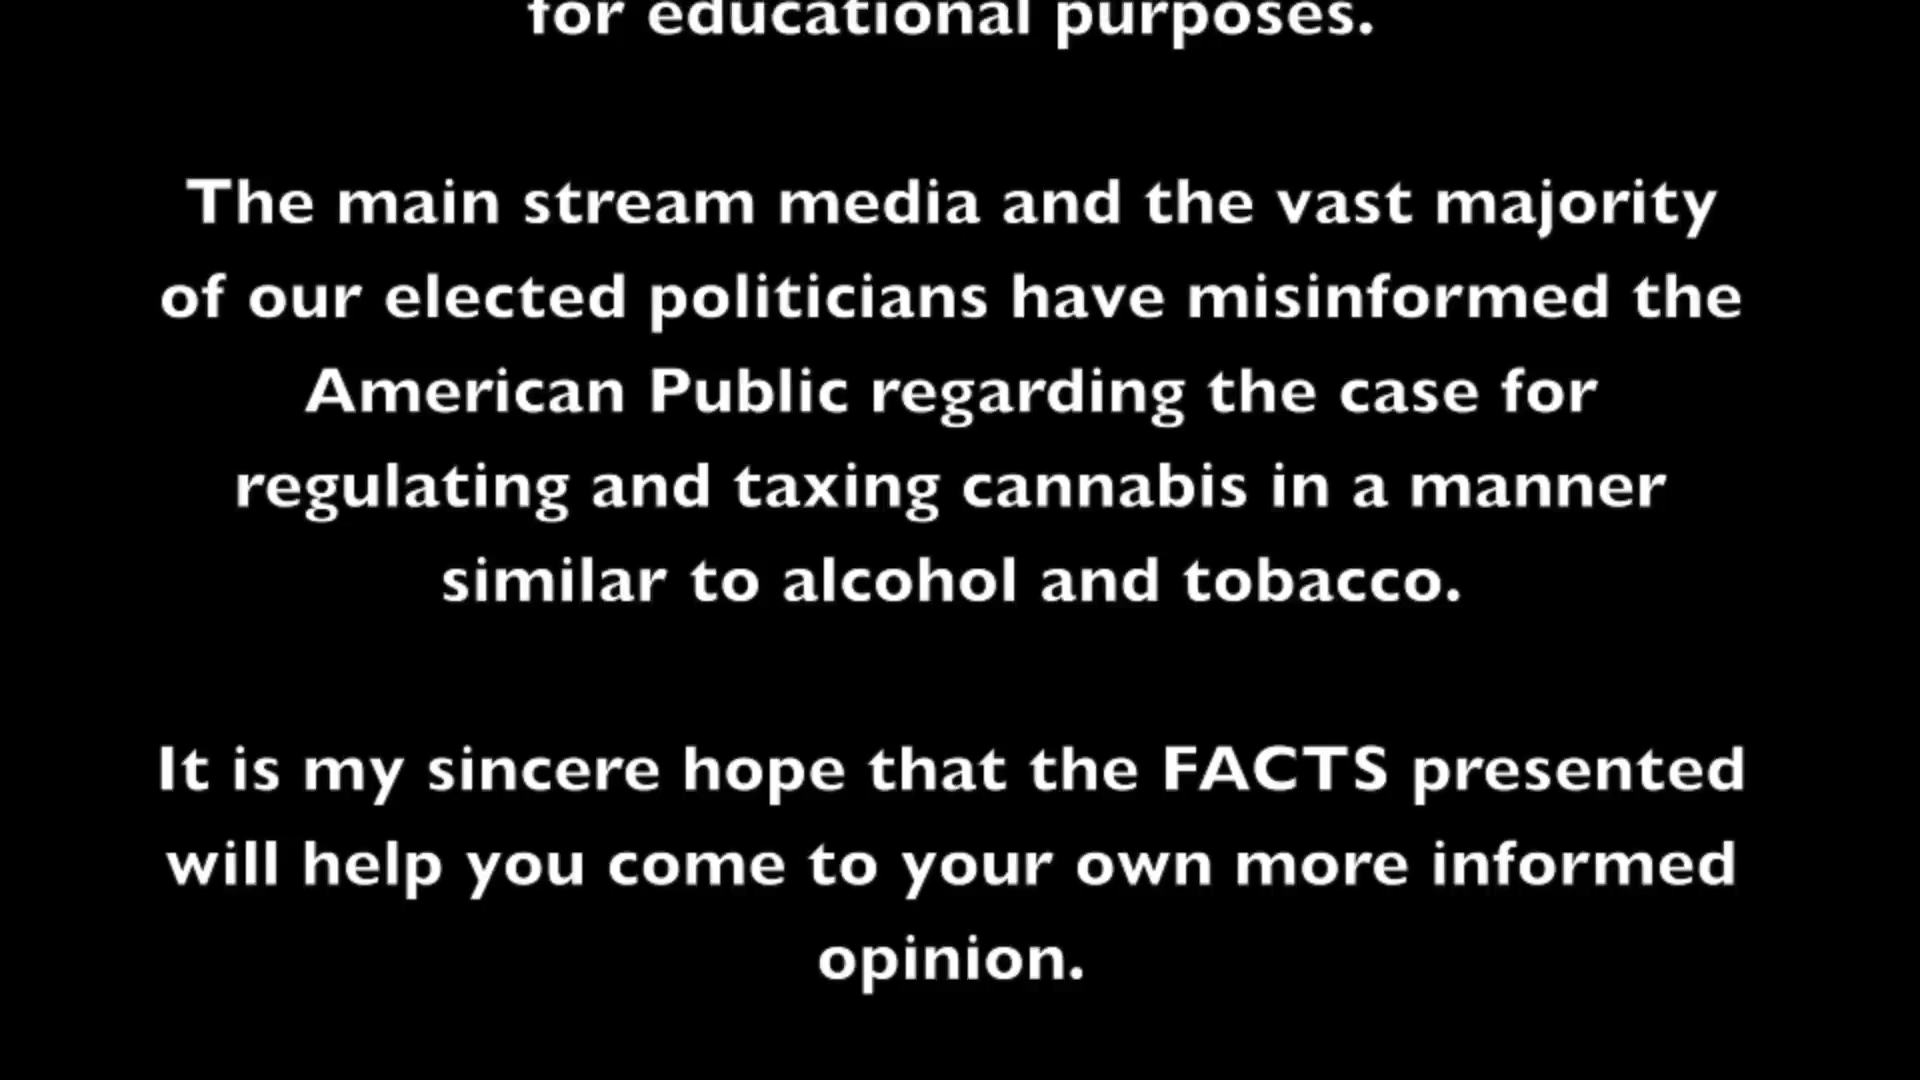 for educational purposes.
The main stream media and the vast majority
of our elected politicians have misinformed the
American Public regarding the case for
regulating and taxing cannabis in a manner
similar to alcohol and tobacco.
It is my sincere hope that the FACTS presented
will help you come to your own more informed
opinion.